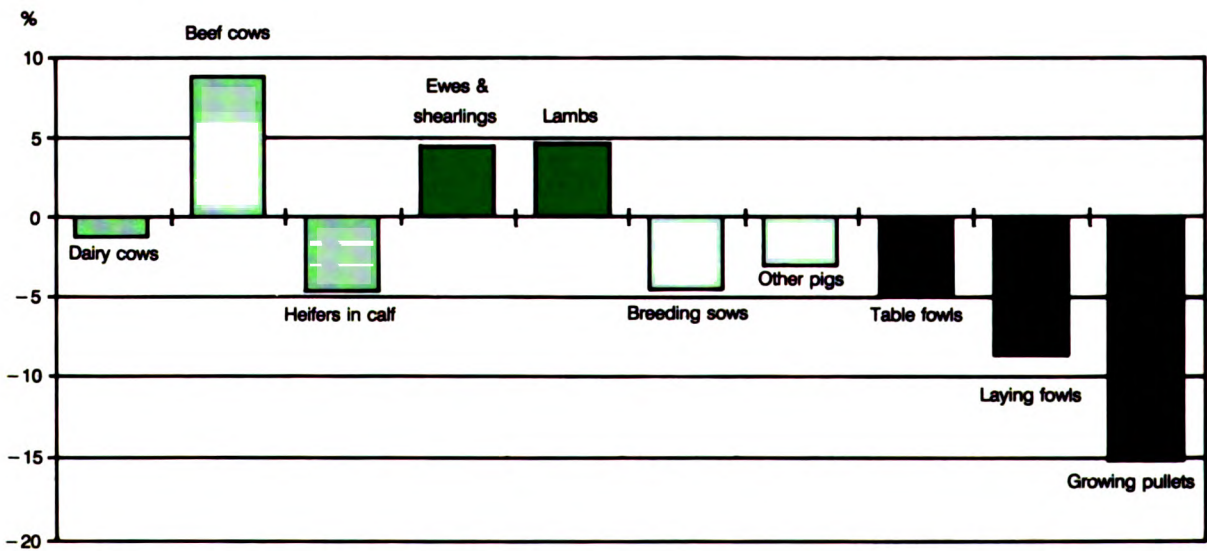 %
Beef cows
10
Ewes &
shearlings
Lambs
5
0
Dairy cows
Other pigs
-5
Heifers in calf
Breeding sows
Table fowls
-10
Laying fowls
-15
Growing pullets
-20